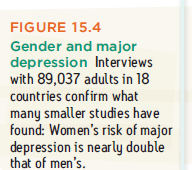 FIGURE 15.4
Gender and major
depression Interviews
with 89,037 adults in 18
countries confirm what
many smaller studies have
found: Women's risk of major
depression is nearly double
that of men's.